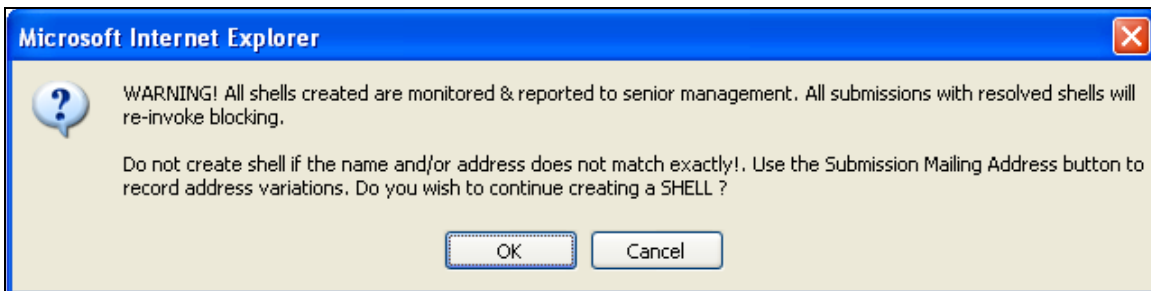 Microsoft Internet Explorer
WARNING! All shells created are monitored & reported to senior management. All submissions with resolved shells will
re-invoke blocking.
Do not create shell if the name and/or address does not match exactly!. Use the Submission Mailing Address button to
record address variations. Do you wish to continue creating a SHELL ?
OK
Cancel